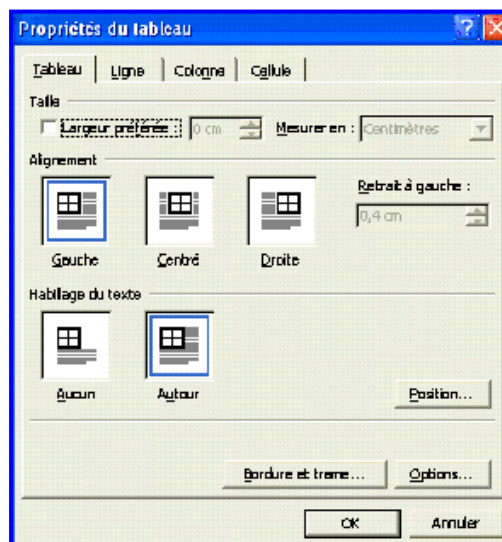 Propriétés du tableau
Tableau Ligne Colonne Cellule
Taille
Largeur préférée : 0 cm Mesurer en : Centimètres
Alignement
Retrait à gauche :
0,4 cm
Gauche Centré Droite
Habillage du texte
Aucun Autour
Position...
Bordure et trame... Options...
OK Annuler